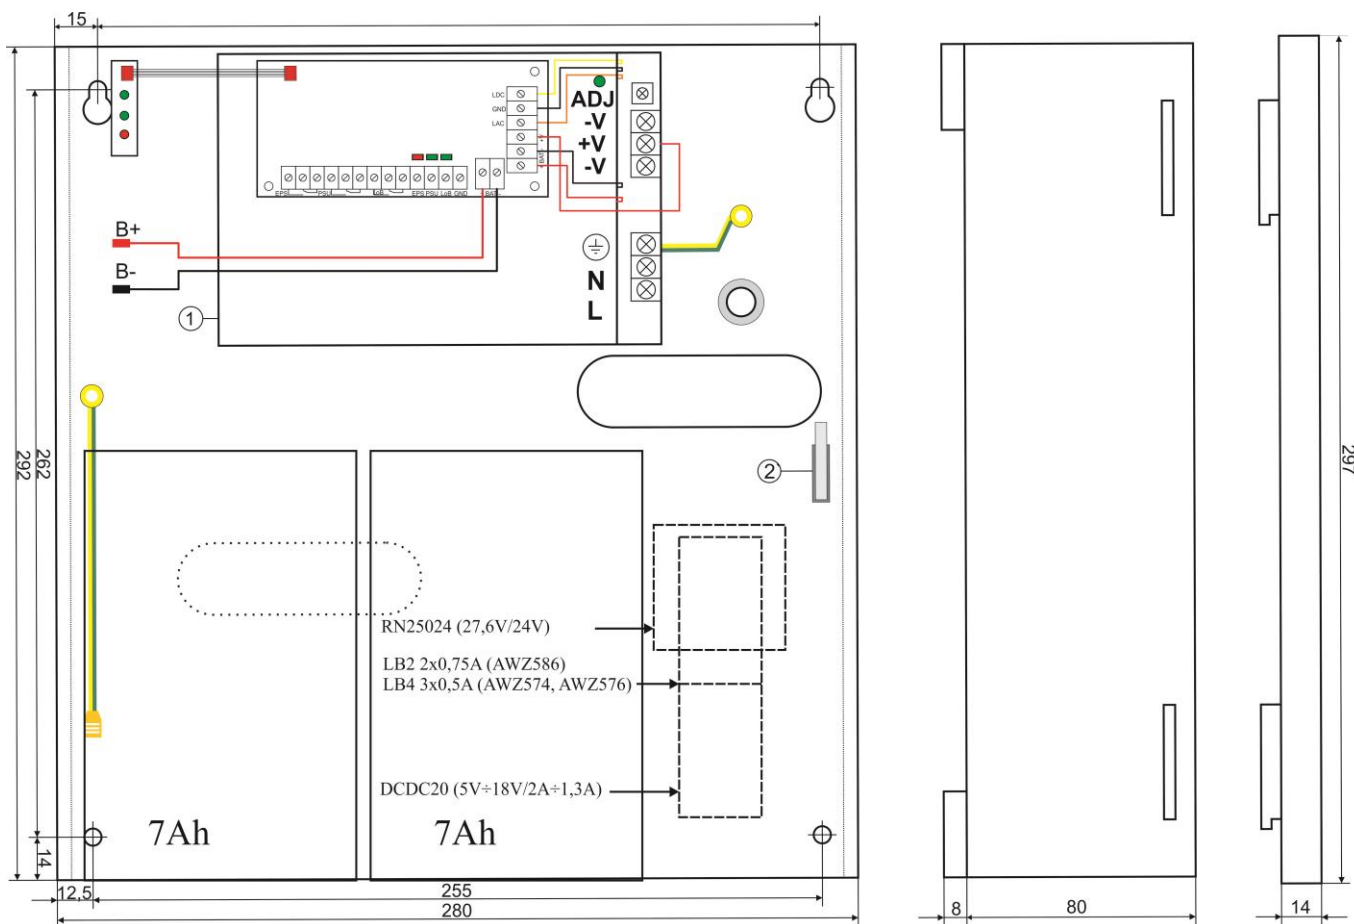 15
LDC
GND
LAC
ADJ
-V
+V
-V
EPS PSU LoB EPS PSU LoB GND
+ BAT -
B+
B-
N
L
1
2
292
262
297
RN25024 (27,6V/24V)
LB2 2x0,75A (AWZ586)
LB4 3x0,5A (AWZ574, AWZ576)
DCDC20 (5V÷18V/2A÷1,3A)
7Ah
7Ah
14
12,5
255
280
8
80
14